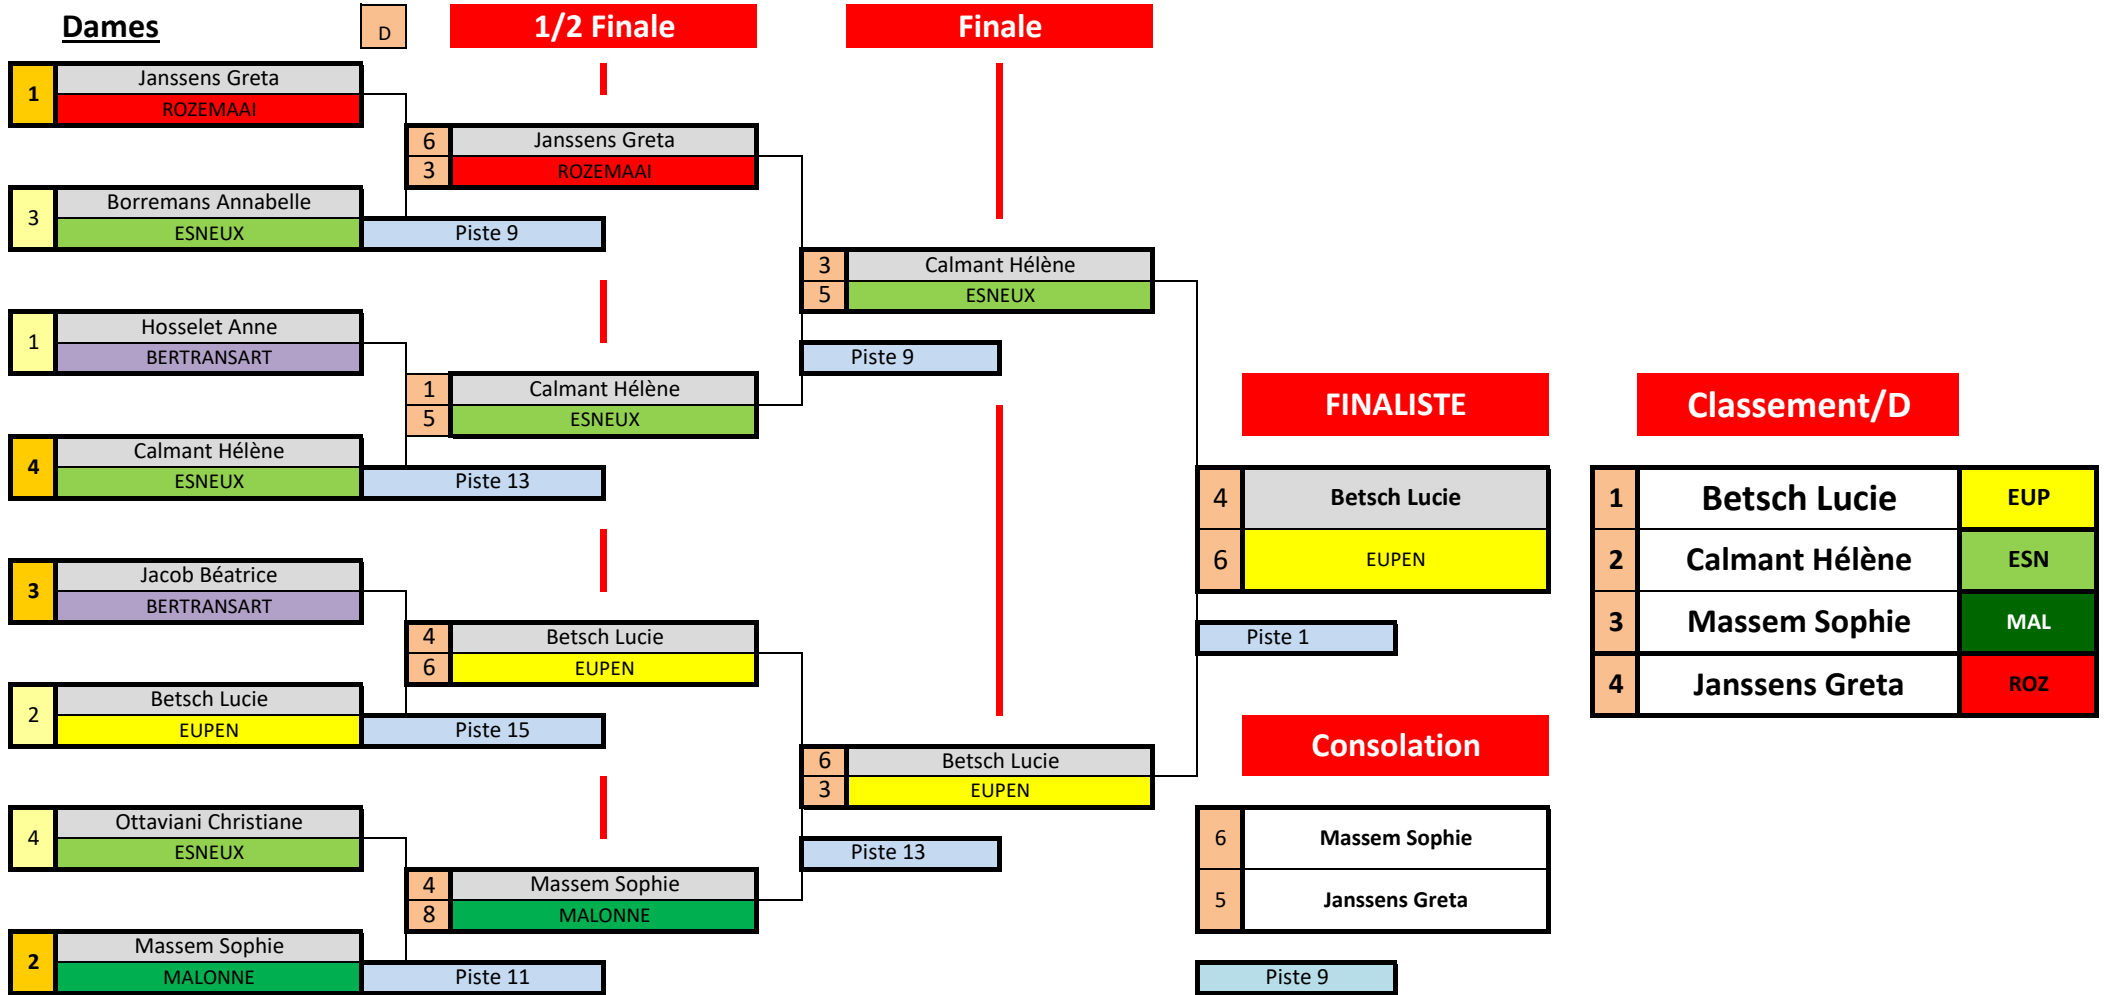 Dames
D
1/2 Finale
Finale
1
Janssens Greta
ROZEMAAI
6
Janssens Greta
3
ROZEMAAI
3
Borremans Annabelle
ESNEUX
Piste 9
3
Calmant Hélène
5
ESNEUX
1
Hosselet Anne
BERTRANSART
Piste 9
1
Calmant Hélène
5
ESNEUX
4
Calmant Hélène
ESNEUX
Piste 13
FINALISTE
Classement/D
4
Betsch Lucie
6
EUPEN
1
Betsch Lucie
EUP
2
Calmant Hélène
ESN
3
Massem Sophie
MAL
4
Janssens Greta
ROZ
3
Jacob Béatrice
BERTRANSART
4
Betsch Lucie
6
EUPEN
Piste 1
2
Betsch Lucie
EUPEN
Piste 15
Consolation
6
Betsch Lucie
3
EUPEN
4
Ottaviani Christiane
ESNEUX
Piste 13
6
Massem Sophie
5
Janssens Greta
4
Massem Sophie
8
MALONNE
2
Massem Sophie
MALONNE
Piste 11
Piste 9